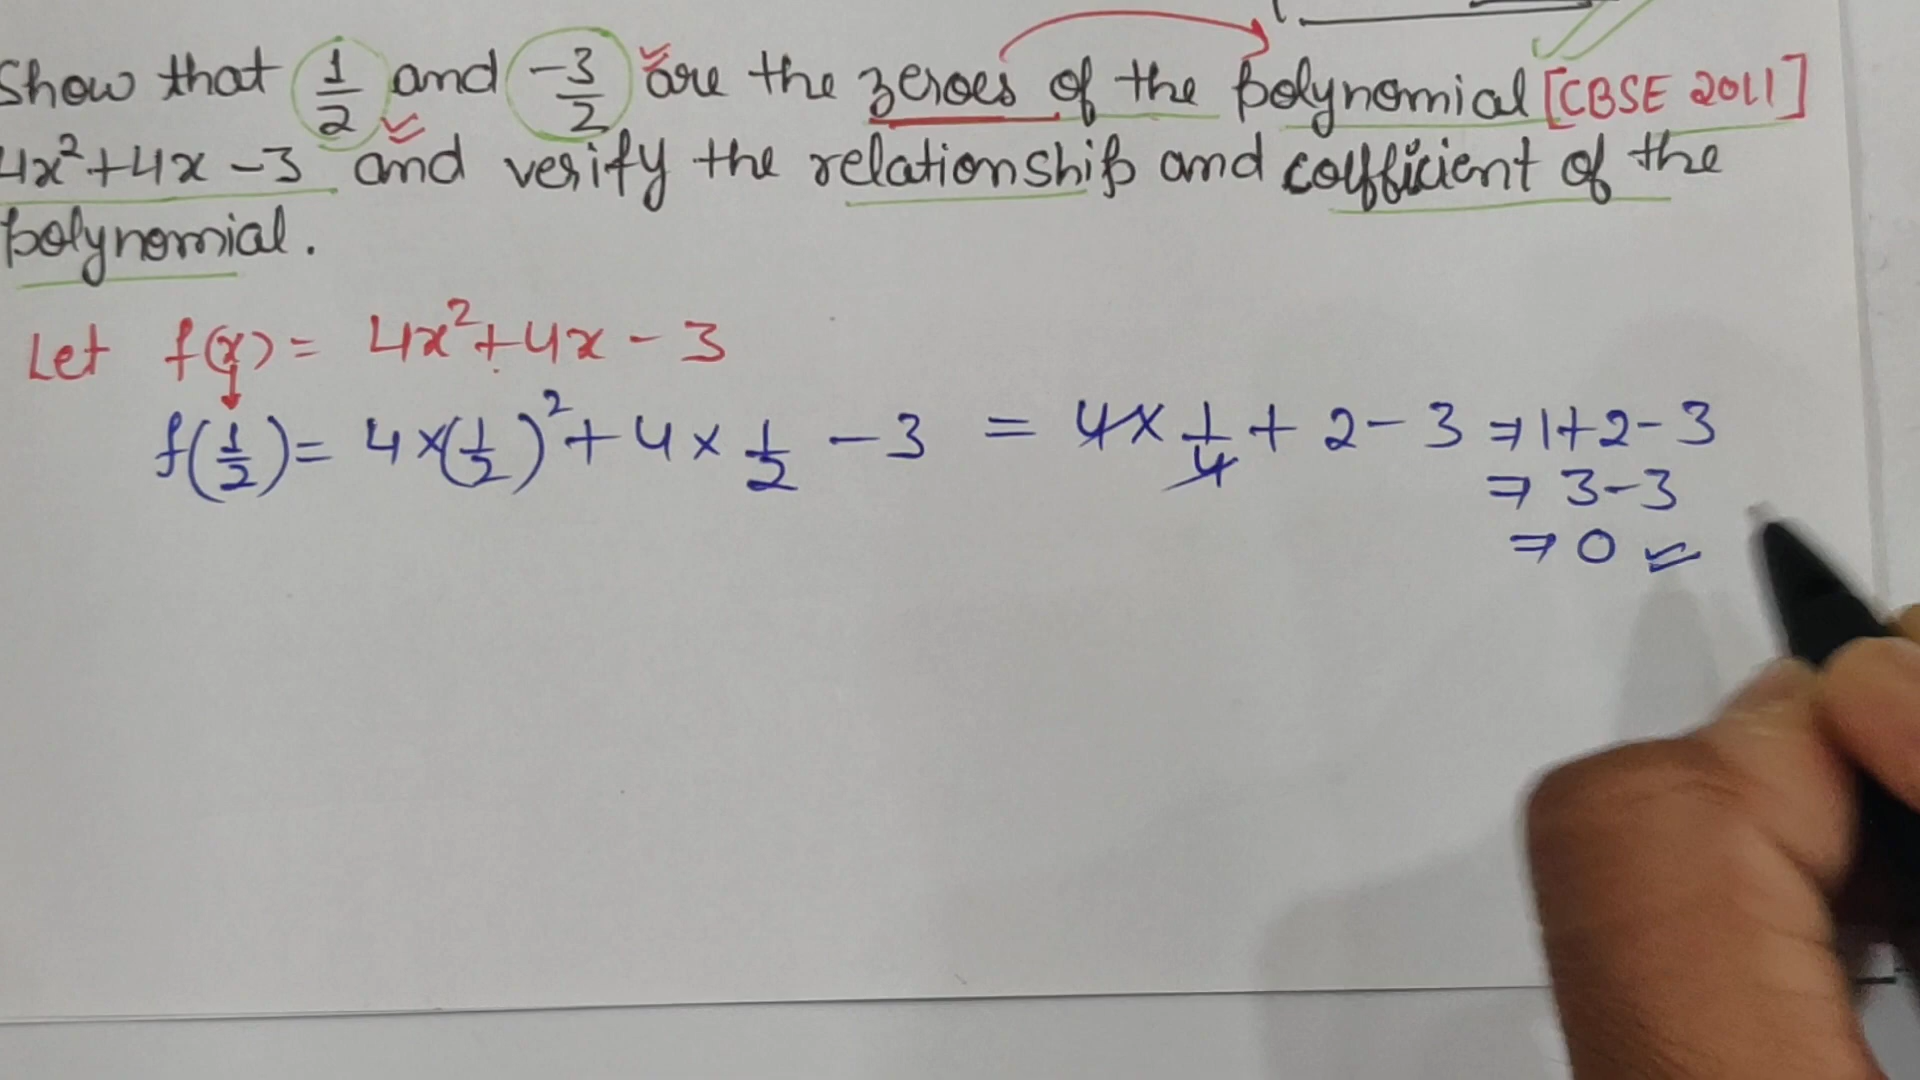 Show that 1/2 and -3/2 are the zeroes of the polynomial [CBSE 2011]
4x²+4x-3 and verify the relationship and coefficient of the
polynomial.
Let f(x) = 4x²+4x-3
f(1/2) = 4×(1/2)²+4×1/2-3 = 4×1/4+2-3 ⇒ 1+2-3
⇒ 3-3
⇒ 0